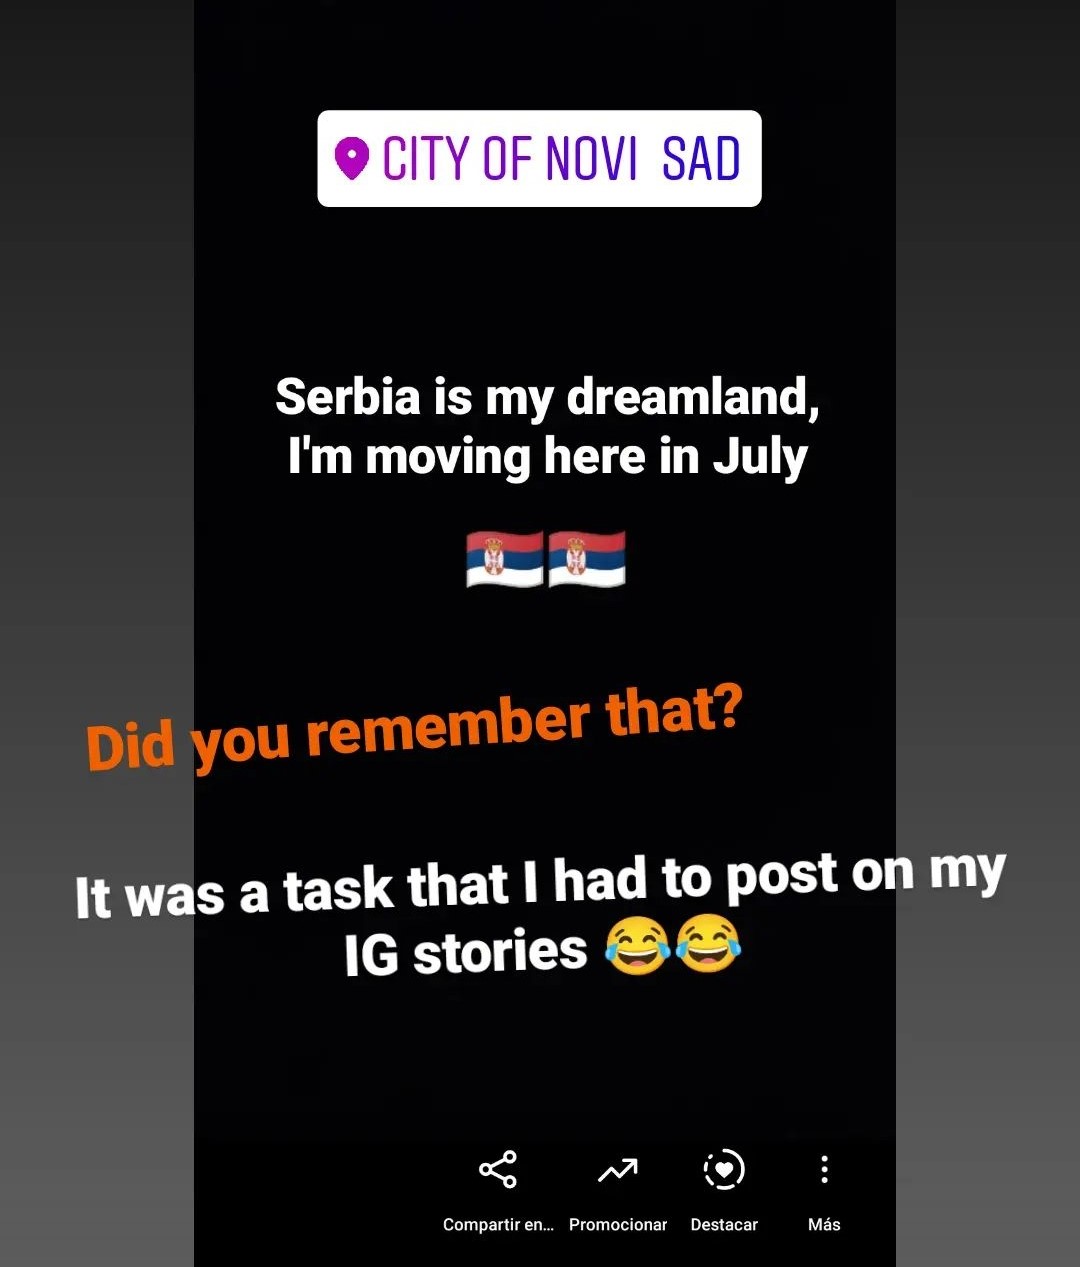 CITY OF NOVI SAD
Serbia is my dreamland,
I'm moving here in July
Did you remember that?
It was a task that I had to post on my
IG stories 😂😂
Compartir en... Promocionar Destacar Más